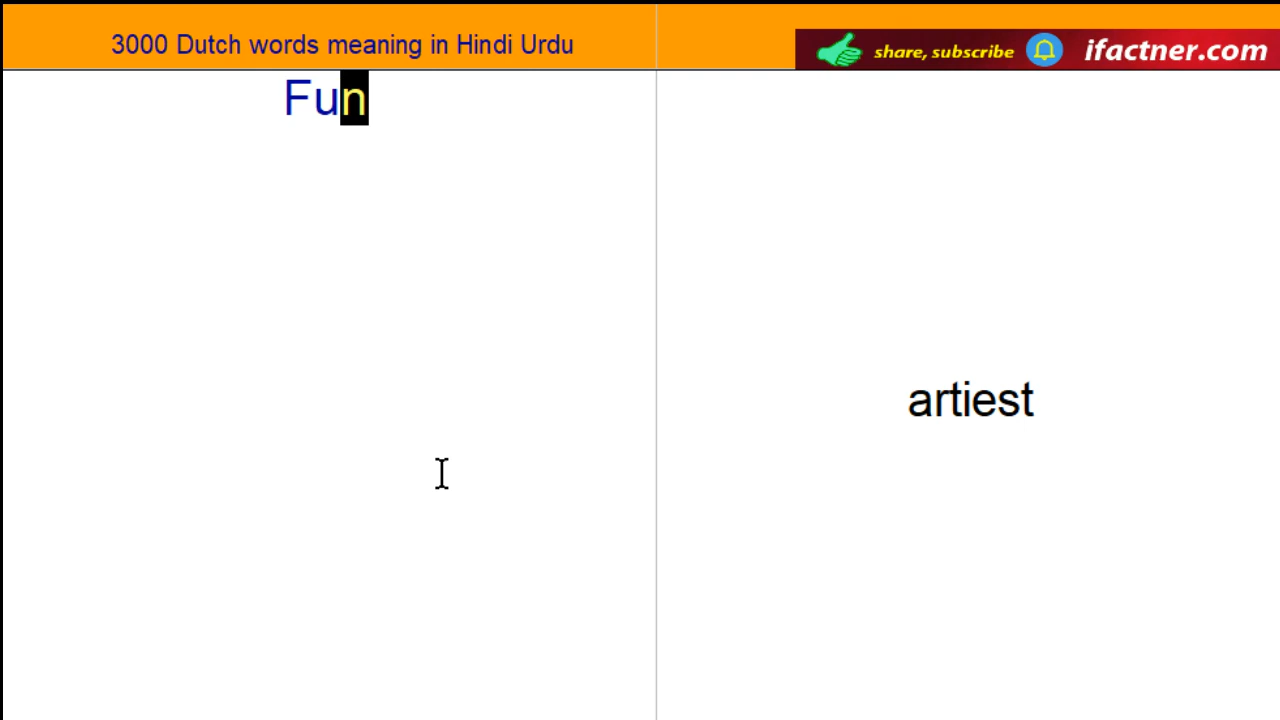 3000 Dutch words meaning in Hindi Urdu
share, subscribe
ifactner.com
Fun
artiest